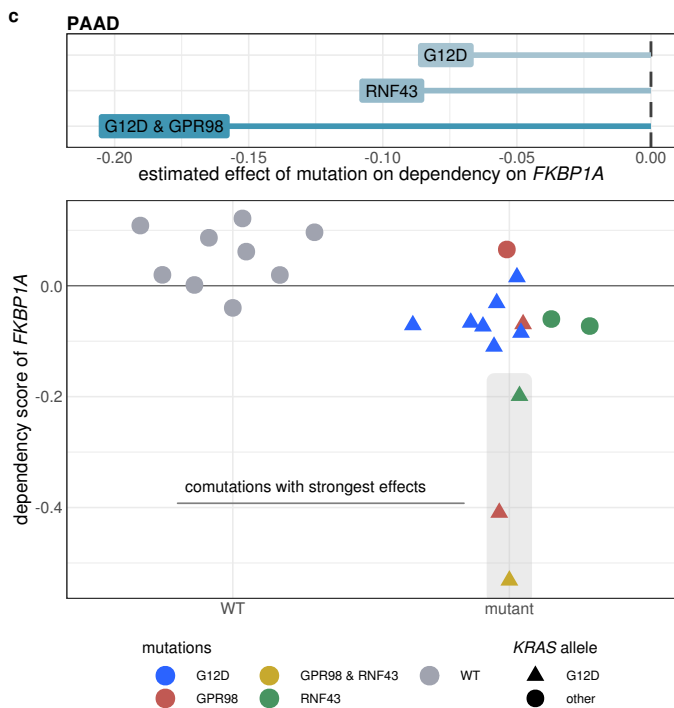 c
PAAD
G12D
RNF43
G12D & GPR98
-0.20 -0.15 -0.10 -0.05 0.00
estimated effect of mutation on dependency on FKBP1A
dependency score of FKBP1A
0.0
-0.2
-0.4
comutations with strongest effects
WT mutant
mutations KRAS allele
G12D GPR98 & RNF43 WT G12D
GPR98 RNF43 other